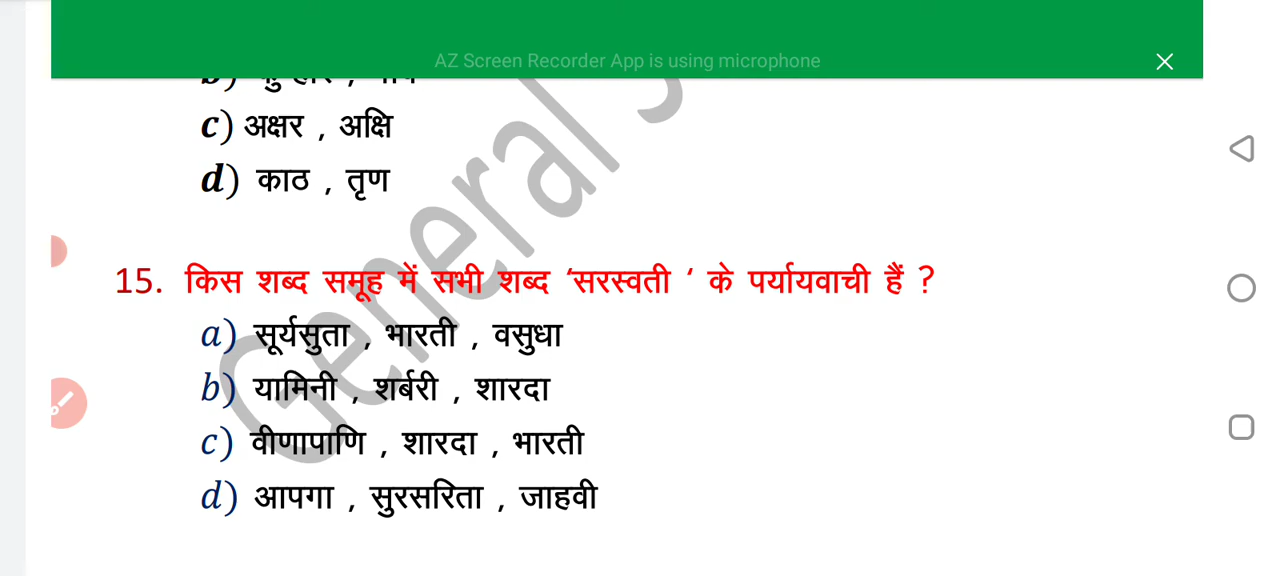 AZ Screen Recorder App is using microphone
c) अक्षर , अक्षि
d) काठ , तृण
15. किस शब्द समूह में सभी शब्द ‘सरस्वती ‘ के पर्यायवाची हैं ?
a) सूर्यसुता , भारती , वसुधा
b) यामिनी , शर्बरी , शारदा
c) वीणापाणि , शारदा , भारती
d) आपगा , सुरसरिता , जाहवी
General